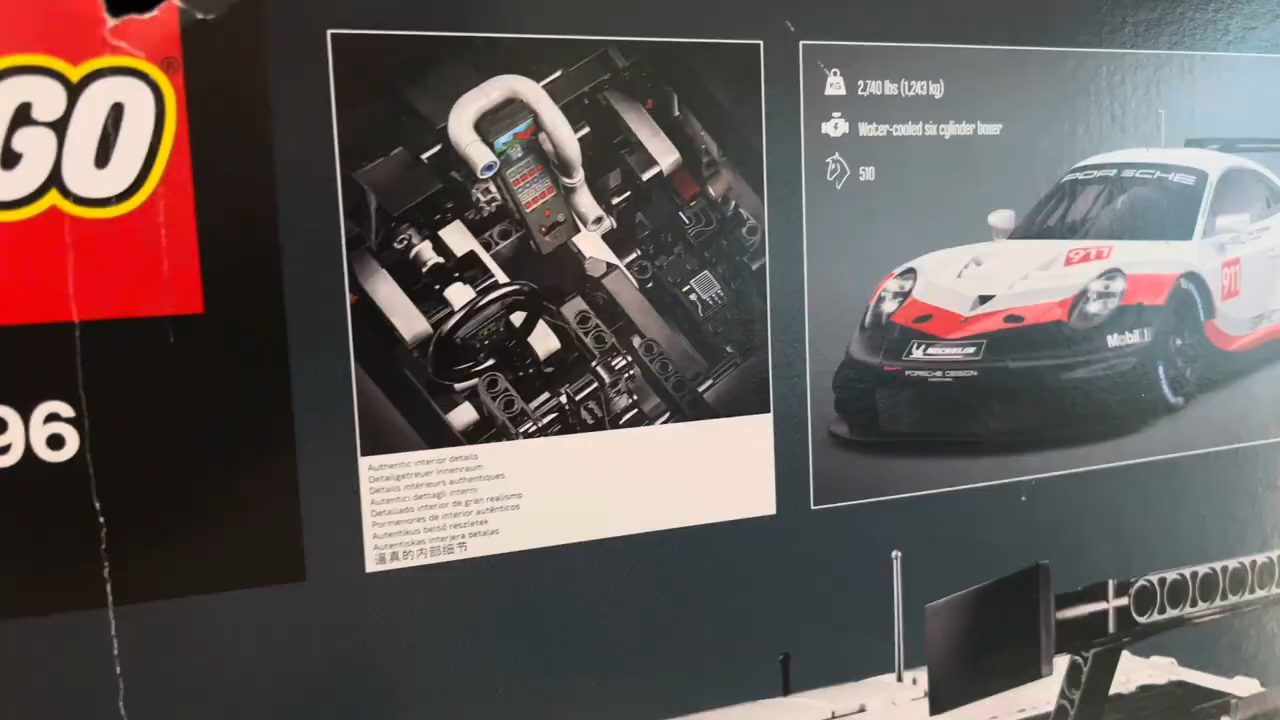 GO
®
96
Authentic interior details
Detailgetreuer Innenraum
Détails intérieurs authentiques
Autentici dettagli interni
Detallado interior de gran realismo
Pormenores de interior autênticos
Autentikus belső részletek
Autentiskas interjera detaļas
逼真的内部细节
KG
2,740 lbs (1,243 kg)
Water-cooled six cylinder boxer
510
PORSCHE
911
911
Mobil 1
MICHELIN
PORSCHE DESIGN